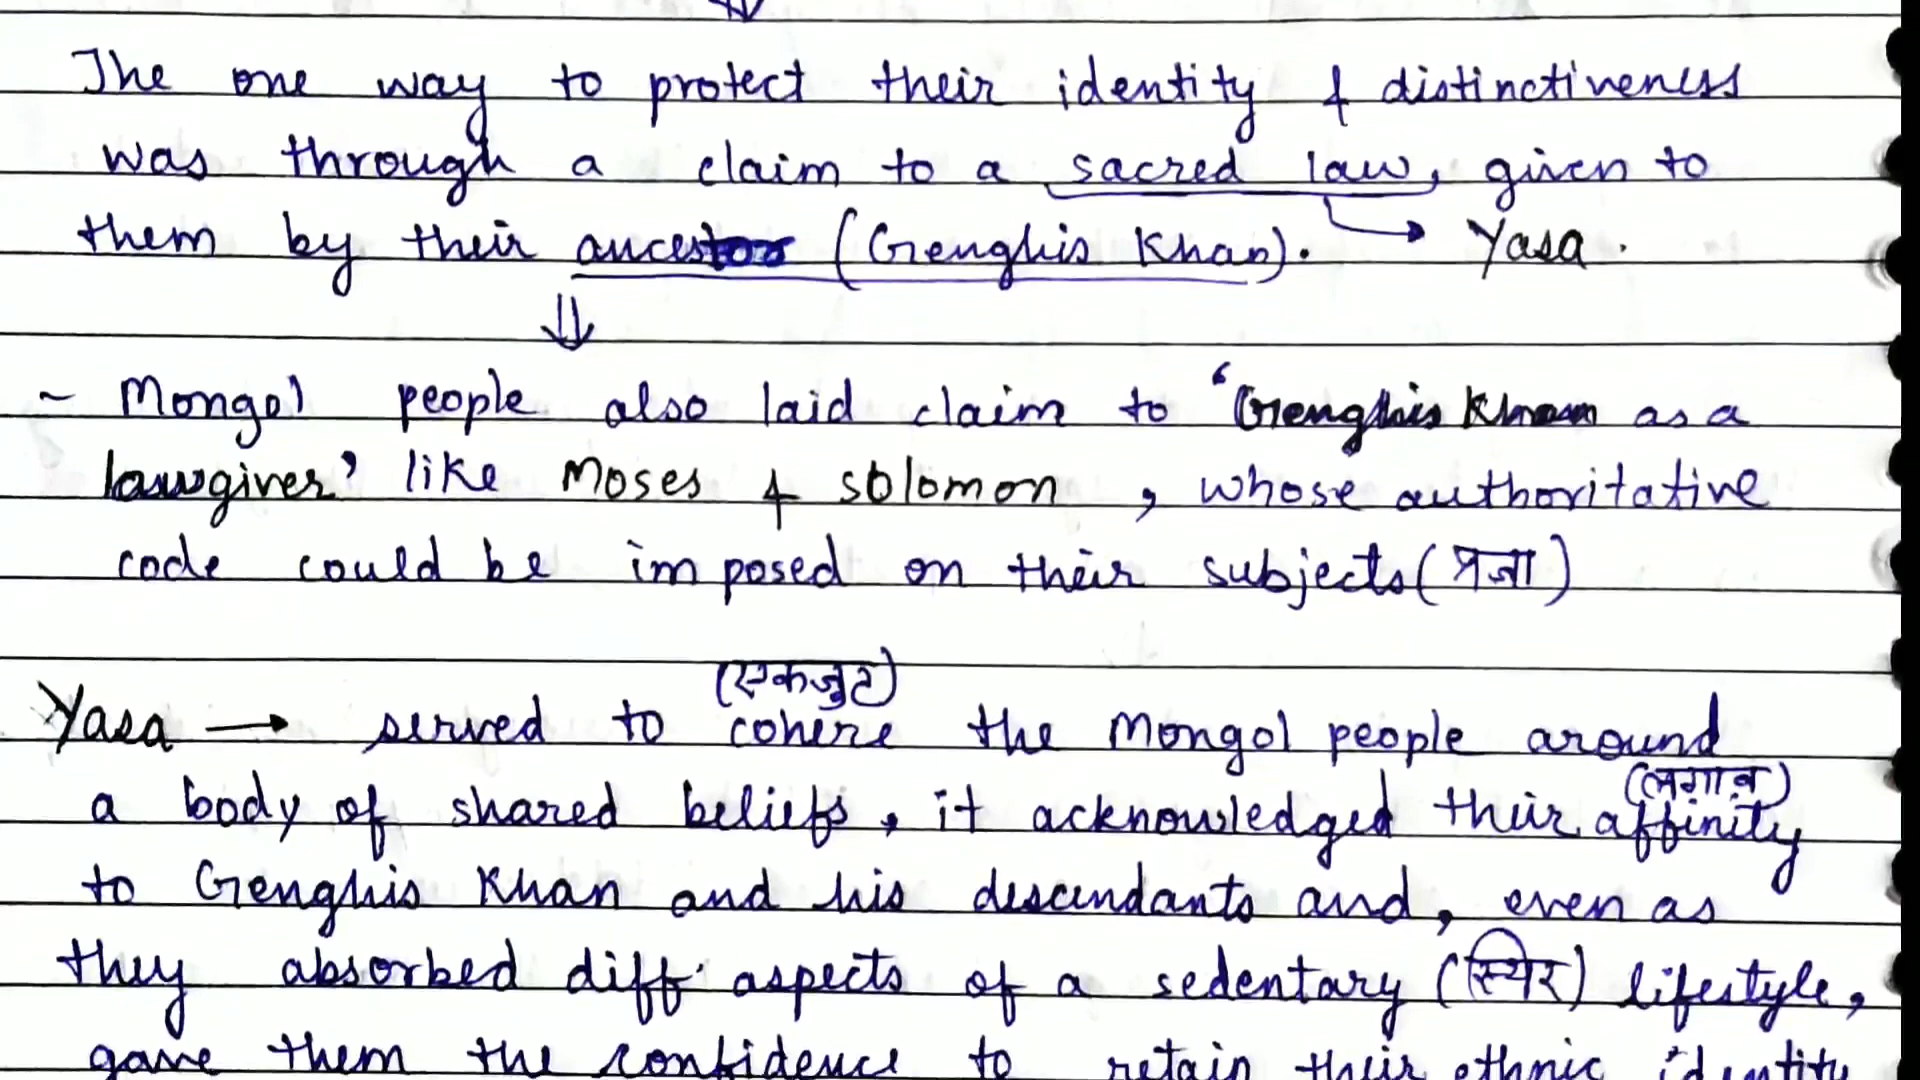 The one way to protect their identity & distinctiveness
was through a claim to a sacred law, given to
them by their ancestor (Genghis Khan). → Yasa.
- Mongol people also laid claim to 'Genghis Khan as a
lawgiver' like Moses & solomon, whose authoritative
code could be imposed on their subjects (प्रजा)
(एकजुट)
Yasa → served to cohere the Mongol people around
(लगाव)
a body of shared beliefs, it acknowledged their affinity
to Genghis Khan and his descendants and, even as
they absorbed diff. aspects of a sedentary (स्थिर) lifestyle,
gave them the confidence to retain their ethnic identity